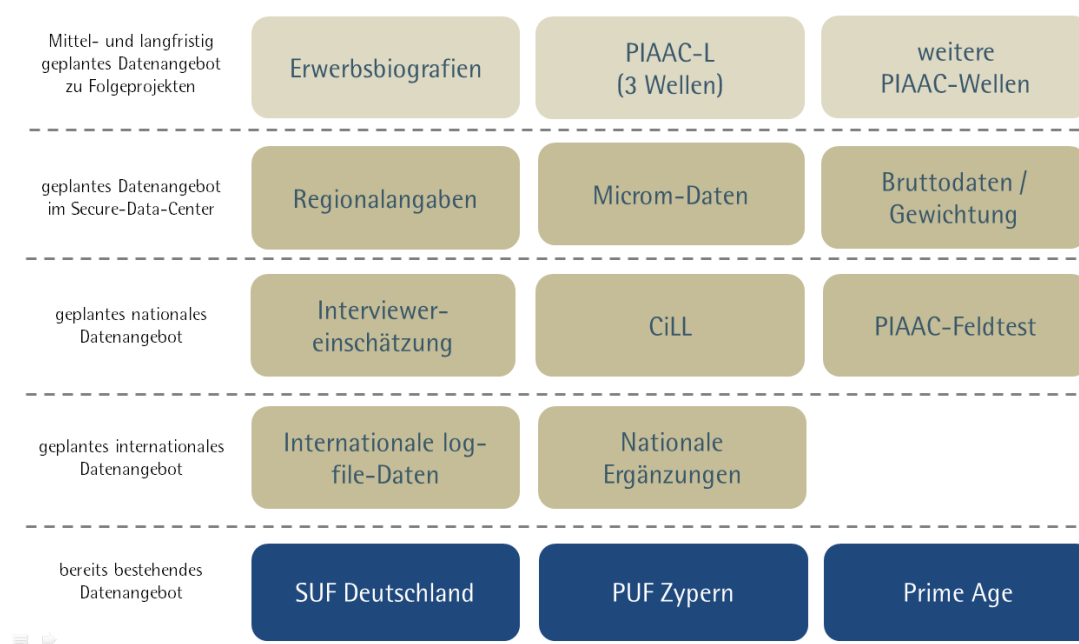 Mittel- und langfristig
geplantes Datenangebot
zu Folgeprojekten
Erwerbsbiografien
PIAAC-L
(3 Wellen)
weitere
PIAAC-Wellen
geplantes Datenangebot
im Secure-Data-Center
Regionalangaben
Microm-Daten
Bruttodaten /
Gewichtung
geplantes nationales
Datenangebot
Interviewer-
einschätzung
CiLL
PIAAC-Feldtest
geplantes internationales
Datenangebot
Internationale log-
file-Daten
Nationale
Ergänzungen
bereits bestehendes
Datenangebot
SUF Deutschland
PUF Zypern
Prime Age